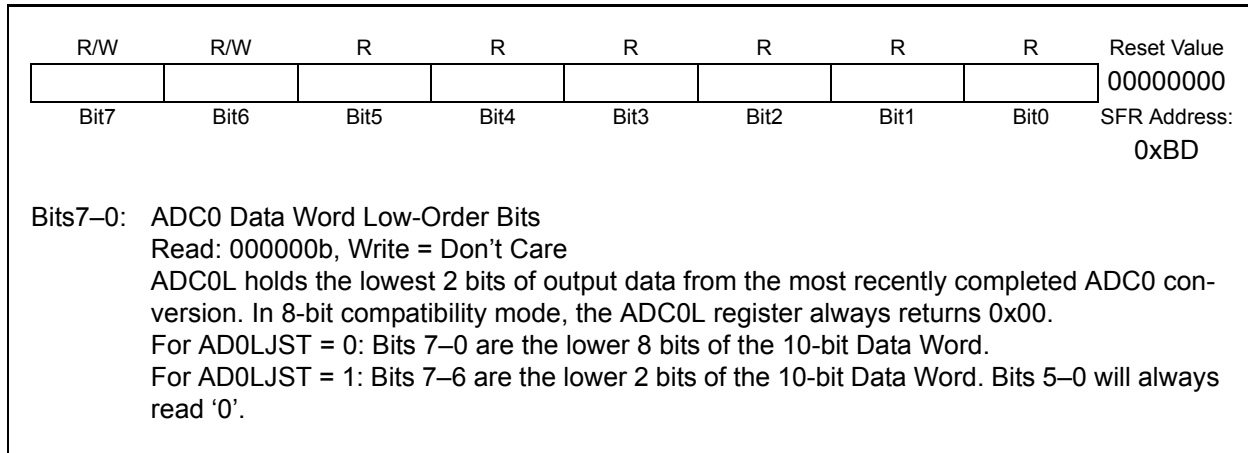 R/W R/W R R R R R R Reset Value
00000000
Bit7 Bit6 Bit5 Bit4 Bit3 Bit2 Bit1 Bit0 SFR Address:
0xBD
Bits7–0: ADC0 Data Word Low-Order Bits
Read: 000000b, Write = Don’t Care
ADC0L holds the lowest 2 bits of output data from the most recently completed ADC0 con-
version. In 8-bit compatibility mode, the ADC0L register always returns 0x00.
For AD0LJST = 0: Bits 7–0 are the lower 8 bits of the 10-bit Data Word.
For AD0LJST = 1: Bits 7–6 are the lower 2 bits of the 10-bit Data Word. Bits 5–0 will always
read ‘0’.